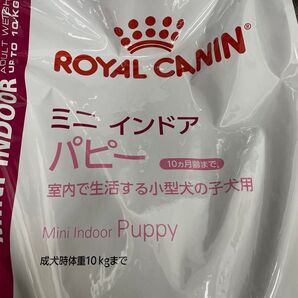 ROYAL CANIN
ミニ インドア
パピー
10ヵ月齢まで
室内で生活する小型犬の子犬用
Mini Indoor Puppy
成犬時体重10kgまで
ADULT WEIGHT
UP TO 10 KG
INDOOR